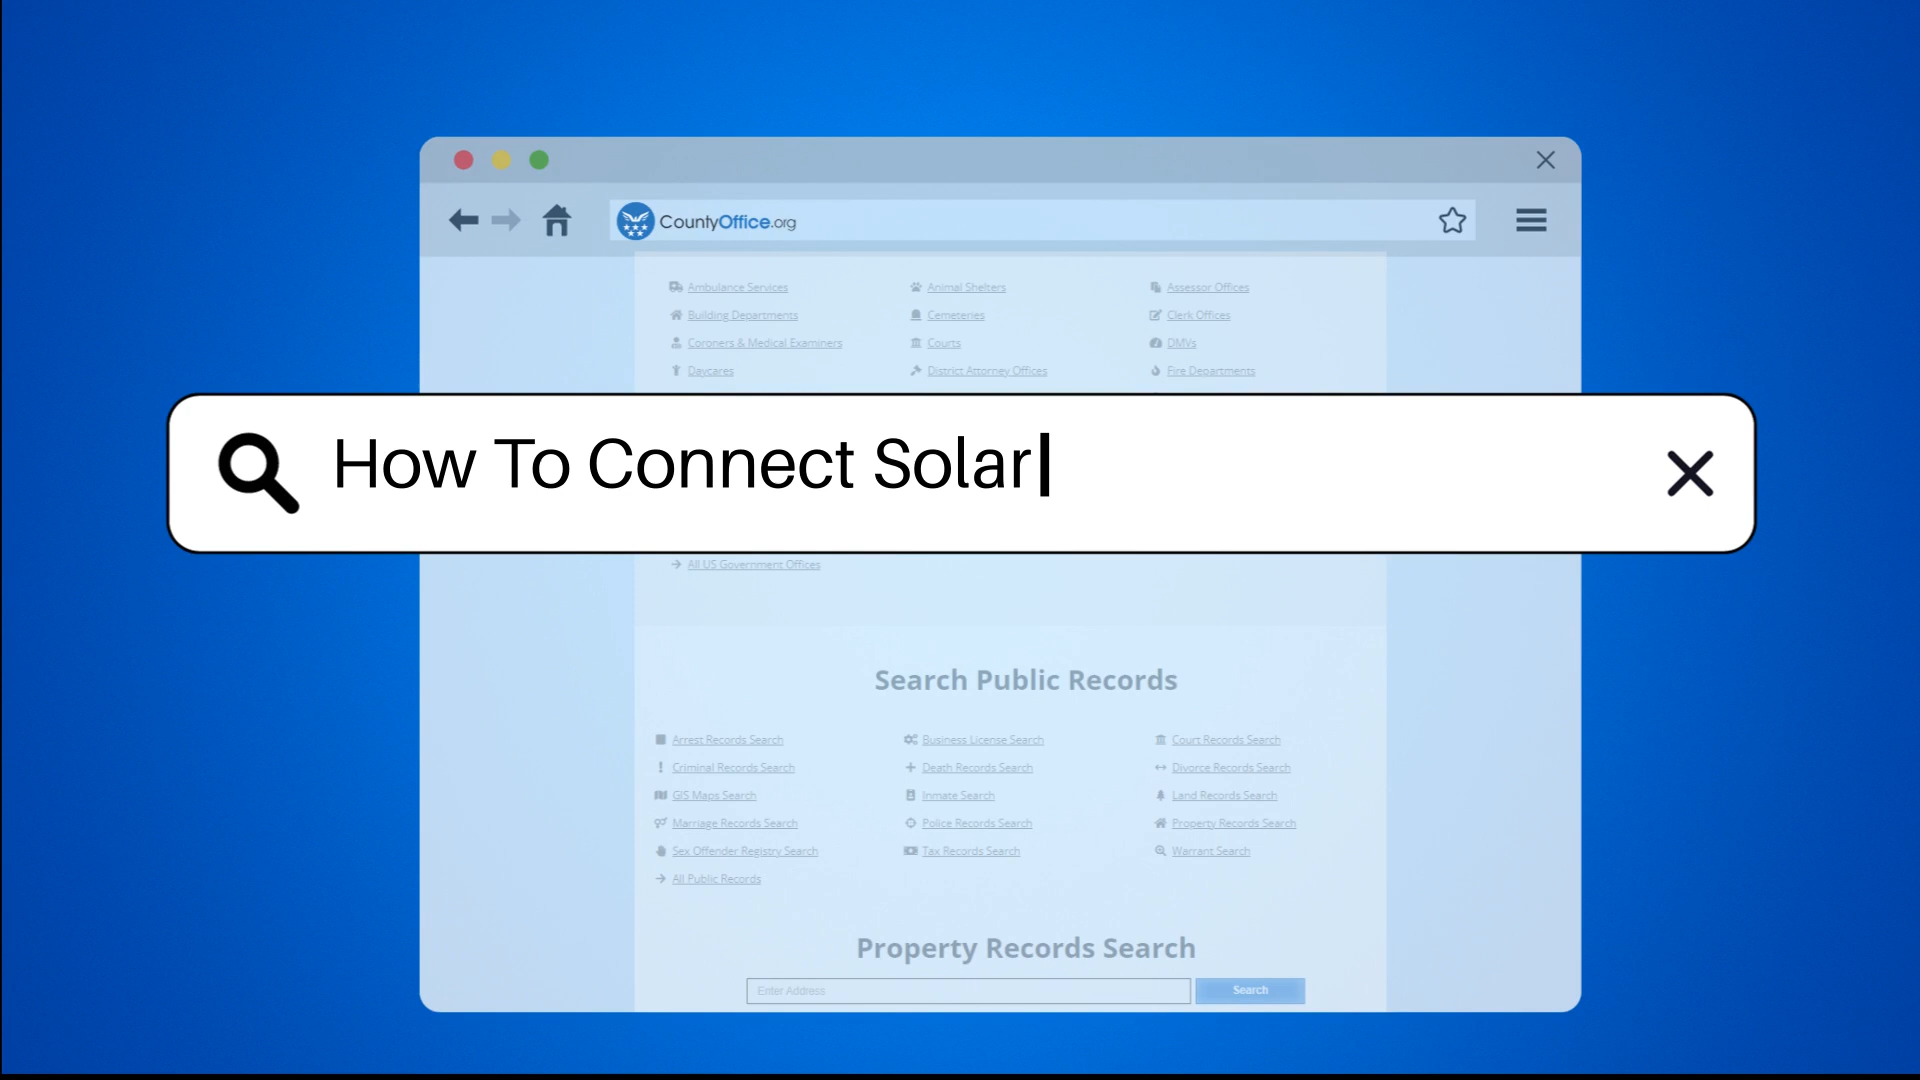 CountyOffice.org
Ambulance Services Animal Shelters Assessor Offices
Building Departments Cemeteries Clerk Offices
Coroners & Medical Examiners Courts DMVs
Daycares District Attorney Offices Fire Departments
How To Connect Solar
All US Government Offices
Search Public Records
Arrest Records Search Business License Search Court Records Search
Criminal Records Search Death Records Search Divorce Records Search
GIS Maps Search Inmate Search Land Records Search
Marriage Records Search Police Records Search Property Records Search
Sex Offender Registry Search Tax Records Search Warrant Search
All Public Records
Property Records Search
Enter Address Search